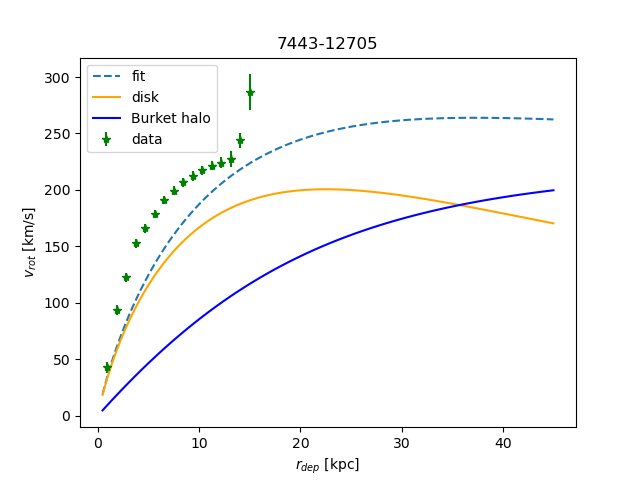 7443-12705
fit
disk
Burket halo
data
300
250
200
150
100
50
0
v_rot [km/s]
0 10 20 30 40
r_dep [kpc]